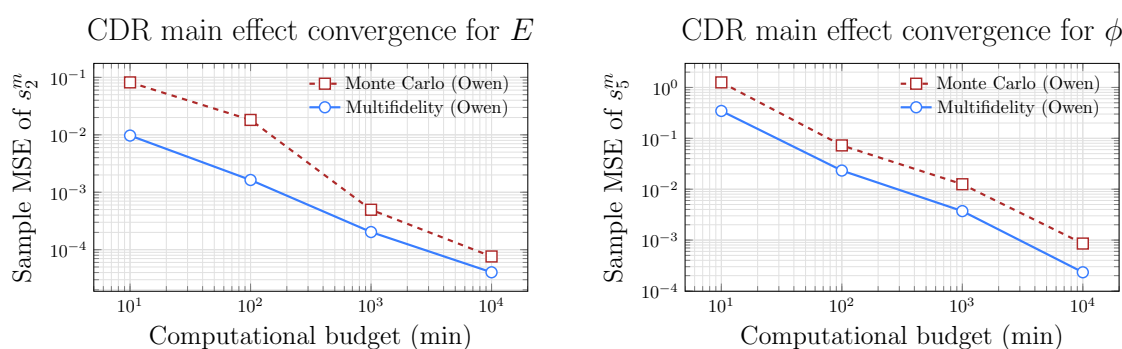 CDR main effect convergence for E
Sample MSE of s₂ᵐ
10⁻¹
10⁻²
10⁻³
10⁻⁴
Monte Carlo (Owen)
Multifidelity (Owen)
10¹ 10² 10³ 10⁴
Computational budget (min)
CDR main effect convergence for ϕ
Sample MSE of s₅ᵐ
10⁰
10⁻¹
10⁻²
10⁻³
10⁻⁴
Monte Carlo (Owen)
Multifidelity (Owen)
10¹ 10² 10³ 10⁴
Computational budget (min)